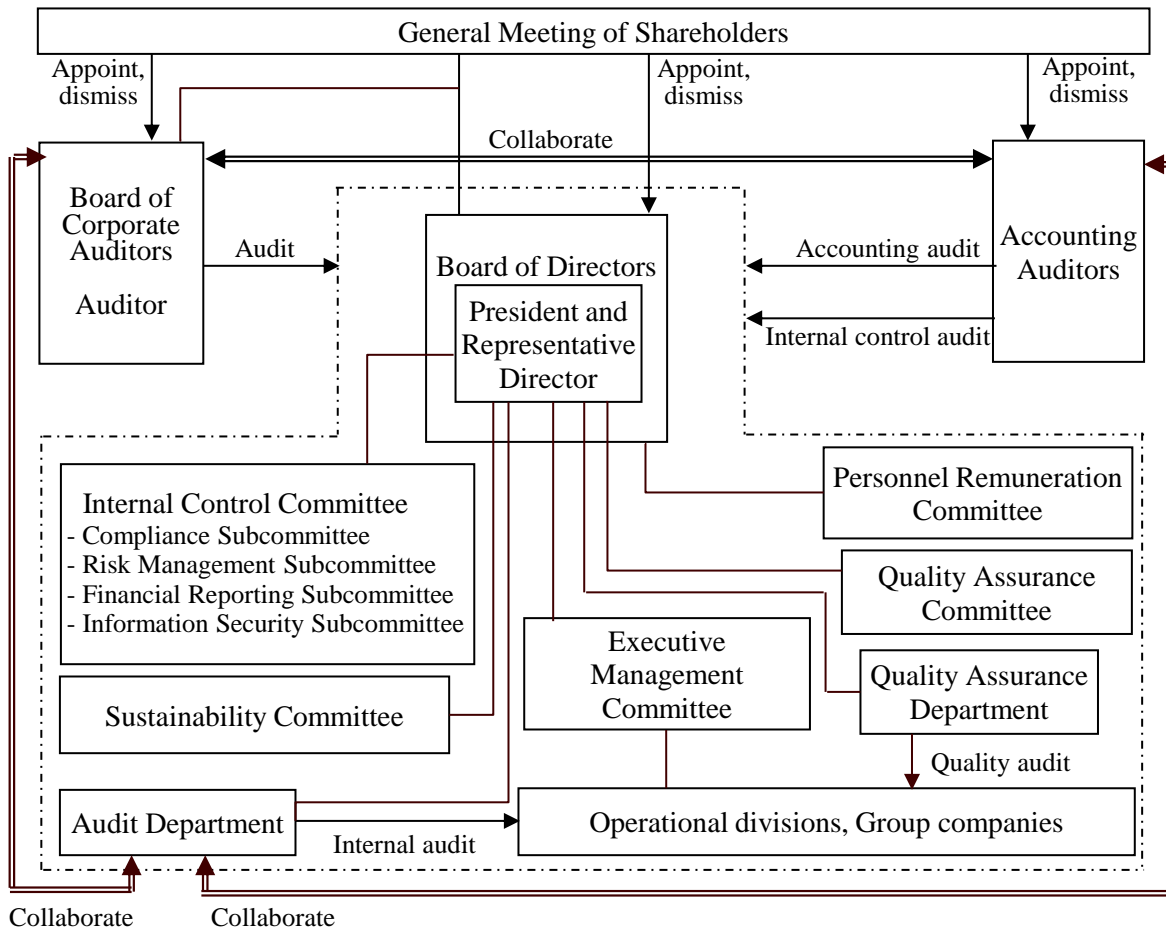 General Meeting of Shareholders
Appoint,
dismiss
Appoint,
dismiss
Appoint,
dismiss
Collaborate
Board of
Corporate
Auditors
Auditor
Audit
Board of Directors
President and
Representative
Director
Accounting audit
Internal control audit
Accounting
Auditors
Internal Control Committee
- Compliance Subcommittee
- Risk Management Subcommittee
- Financial Reporting Subcommittee
- Information Security Subcommittee
Personnel Remuneration
Committee
Quality Assurance
Committee
Executive
Management
Committee
Quality Assurance
Department
Sustainability Committee
Quality audit
Audit Department
Internal audit
Operational divisions, Group companies
Collaborate
Collaborate